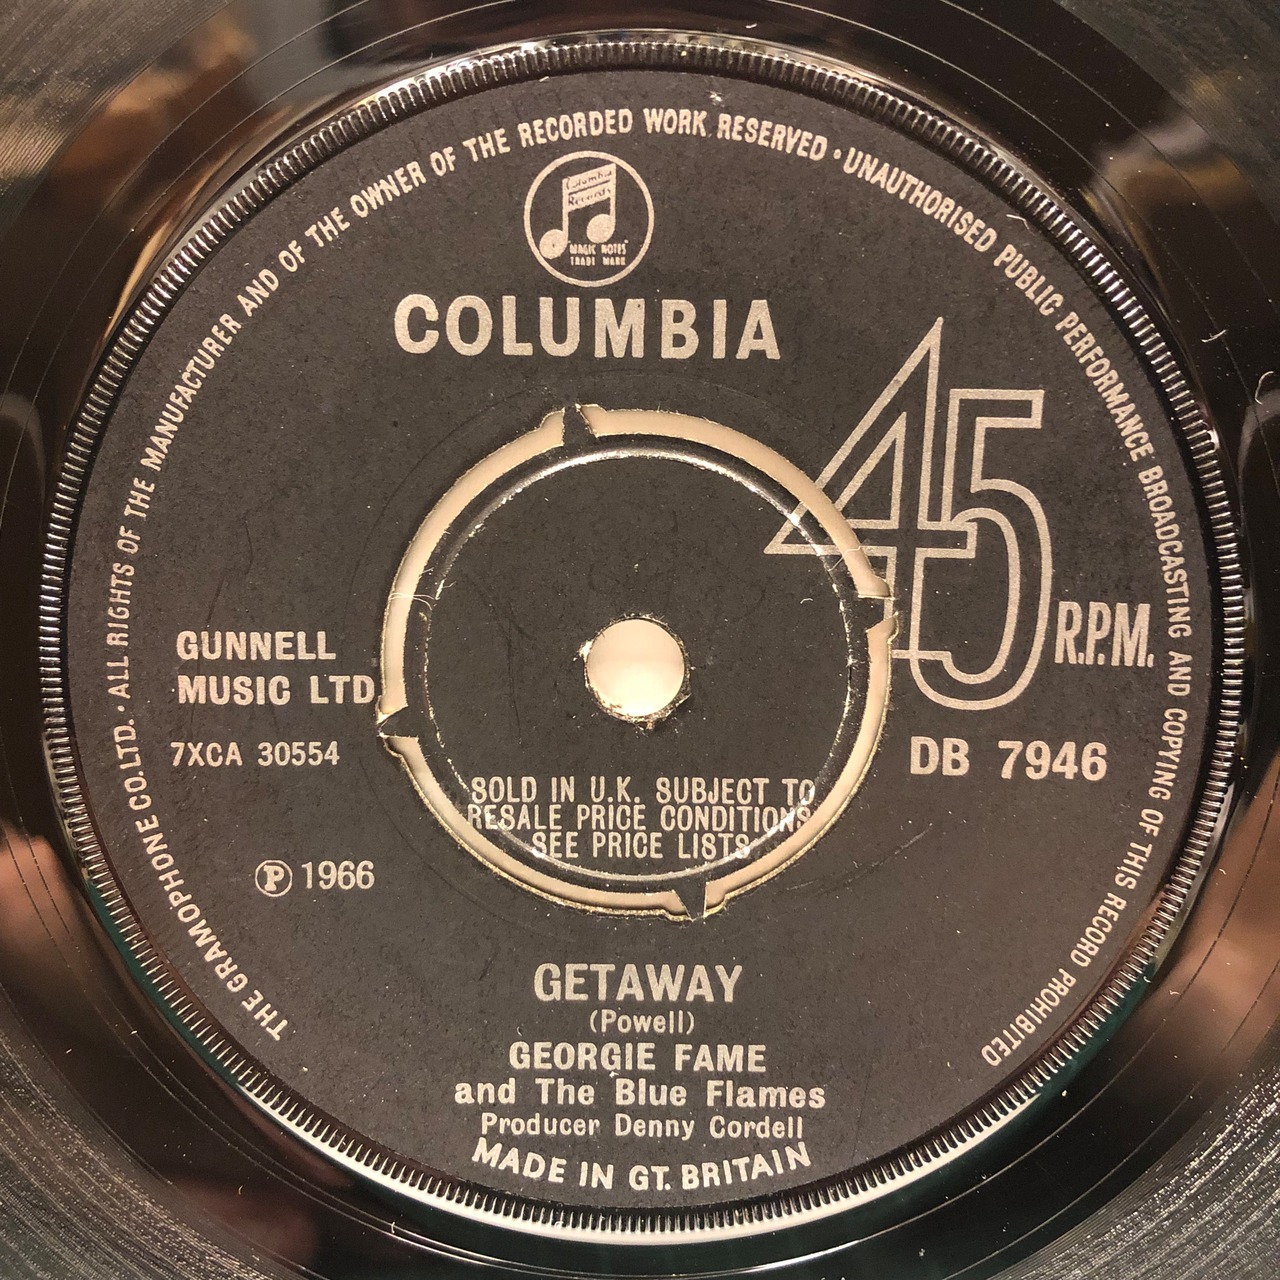 THE GRAMOPHONE CO. LTD. · ALL RIGHTS OF THE MANUFACTURER AND OF THE OWNER OF THE RECORDED WORK RESERVED · UNAUTHORISED PUBLIC PERFORMANCE BROADCASTING AND COPYING OF THIS RECORD PROHIBITED
Columbia
Records
"MAGIC NOTES"
TRADE MARK
COLUMBIA
45
R.P.M.
GUNNELL
MUSIC LTD
7XCA 30554
DB 7946
SOLD IN U.K. SUBJECT TO
RESALE PRICE CONDITIONS
SEE PRICE LISTS
Ⓟ 1966
GETAWAY
(Powell)
GEORGIE FAME
and The Blue Flames
Producer Denny Cordell
MADE IN GT. BRITAIN